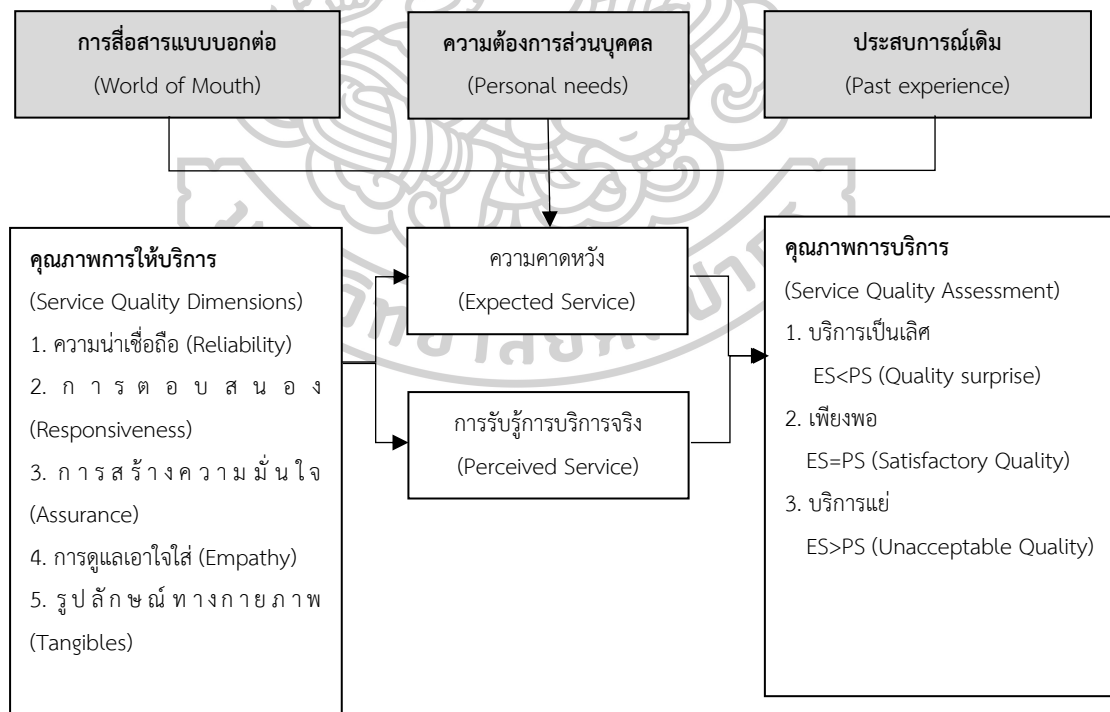 การสื่อสารแบบบอกต่อ
(World of Mouth)
ความต้องการส่วนบุคคล
(Personal needs)
ประสบการณ์เดิม
(Past experience)
คุณภาพการให้บริการ
(Service Quality Dimensions)
1. ความน่าเชื่อถือ (Reliability)
2. การตอบสนอง
(Responsiveness)
3. การสร้างความมั่นใจ
(Assurance)
4. การดูแลเอาใจใส่ (Empathy)
5. รูปลักษณ์ทางกายภาพ
(Tangibles)
ความคาดหวัง
(Expected Service)
การรับรู้การบริการจริง
(Perceived Service)
คุณภาพการบริการ
(Service Quality Assessment)
1. บริการเป็นเลิศ
ES<PS (Quality surprise)
2. เพียงพอ
ES=PS (Satisfactory Quality)
3. บริการแย่
ES>PS (Unacceptable Quality)